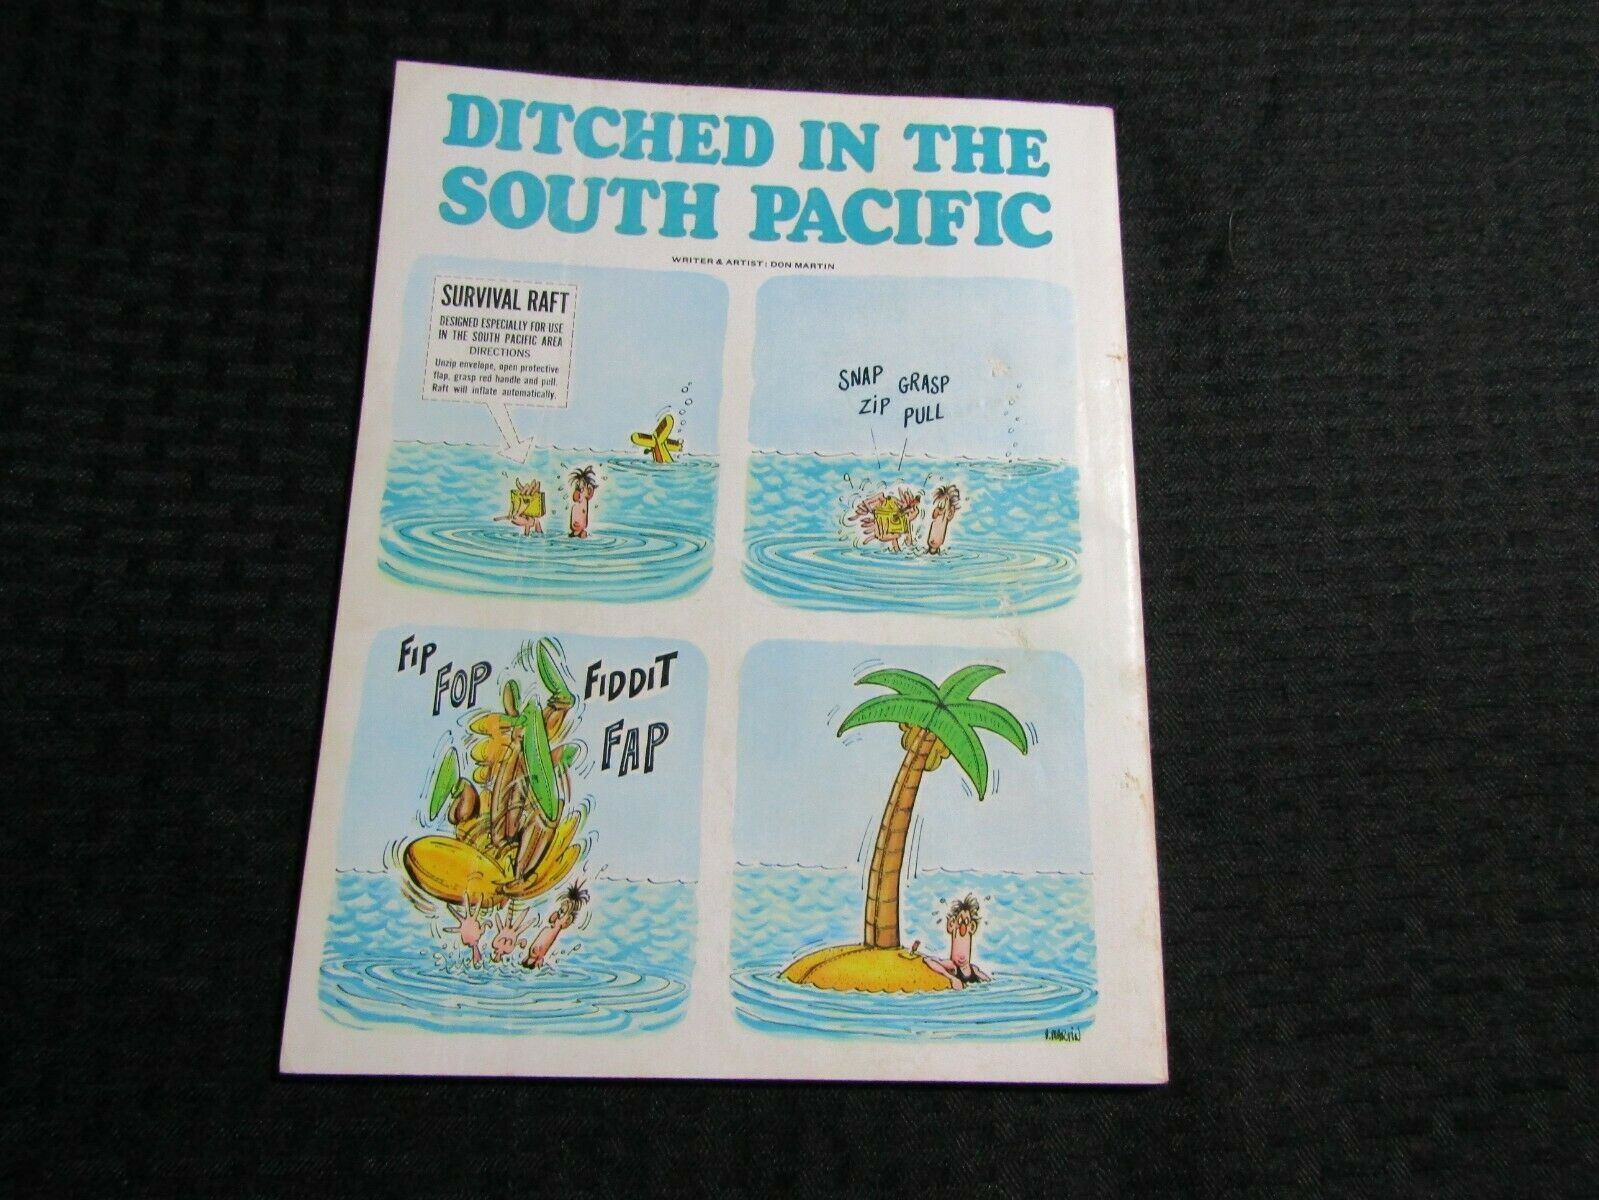 DITCHED IN THE
SOUTH PACIFIC
WRITER & ARTIST: DON MARTIN
SURVIVAL RAFT
DESIGNED ESPECIALLY FOR USE
IN THE SOUTH PACIFIC AREA
DIRECTIONS
Unzip envelope, open protective
flap, grasp red handle and pull.
Raft will inflate automatically.
SNAP GRASP
ZIP PULL
FIP
FOP
FIDDIT
FAP
D. MARTIN